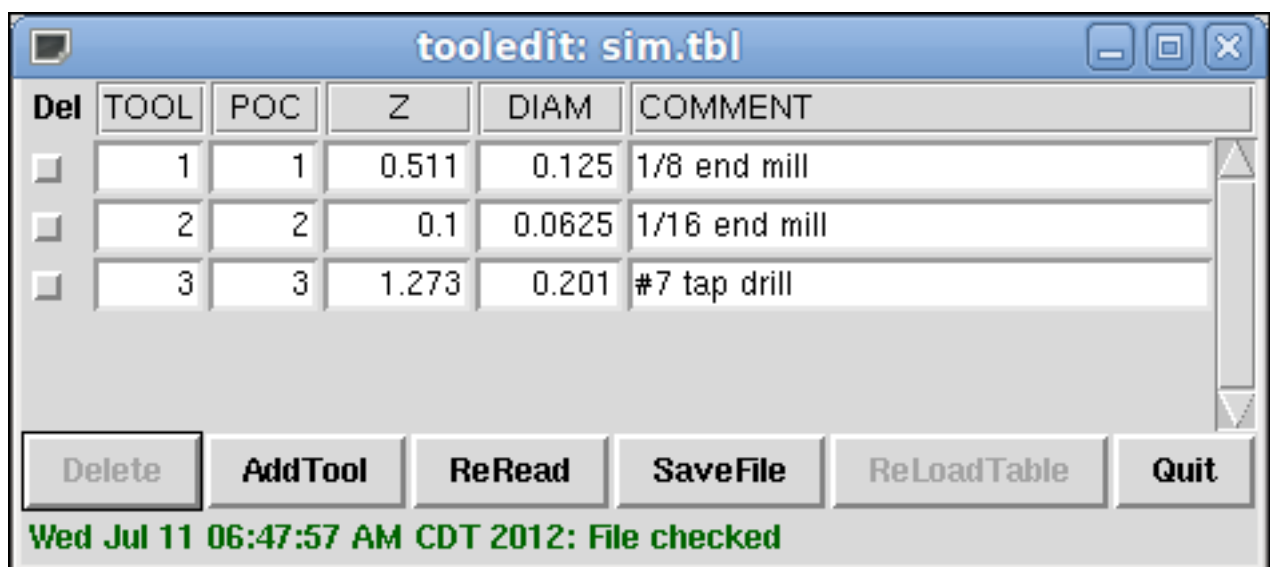 tooledit: sim.tbl
Del TOOL POC Z DIAM COMMENT
1 1 0.511 0.125 1/8 end mill
2 2 0.1 0.0625 1/16 end mill
3 3 1.273 0.201 #7 tap drill
Delete AddTool ReRead SaveFile ReLoadTable Quit
Wed Jul 11 06:47:57 AM CDT 2012: File checked